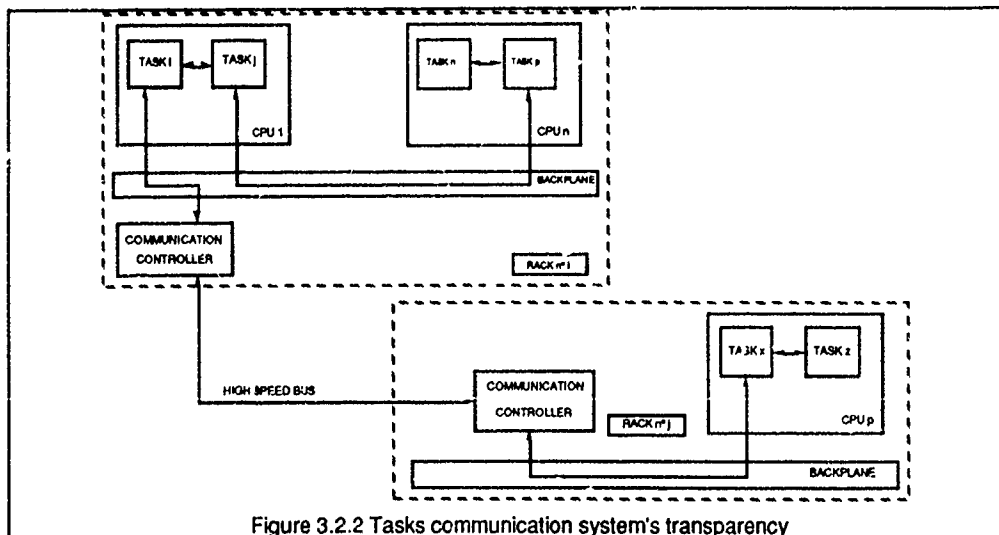 TASK i
TASK j
CPU 1
TASK n
TASK p
CPU n
BACKPLANE
COMMUNICATION
CONTROLLER
RACK n° i
HIGH SPEED BUS
TASK x
TASK z
CPU p
COMMUNICATION
CONTROLLER
RACK n° j
BACKPLANE
Figure 3.2.2 Tasks communication system's transparency